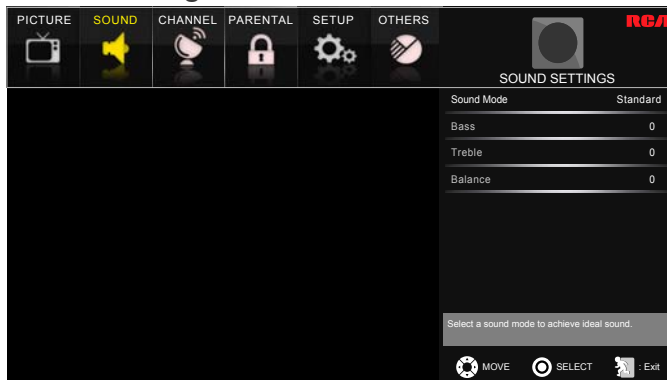 PICTURE SOUND CHANNEL PARENTAL SETUP OTHERS
RCA
SOUND SETTINGS
Sound Mode Standard
Bass 0
Treble 0
Balance 0
Select a sound mode to achieve ideal sound.
MOVE SELECT : Exit